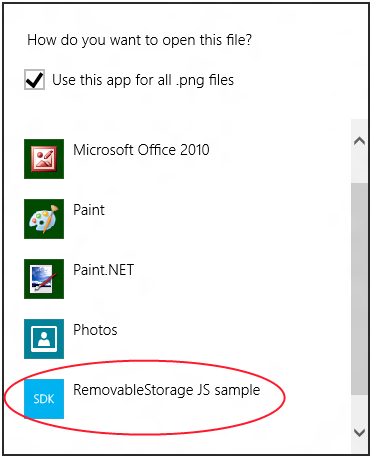 How do you want to open this file?
Use this app for all .png files
Microsoft Office 2010
Paint
Paint.NET
Photos
SDK RemovableStorage JS sample